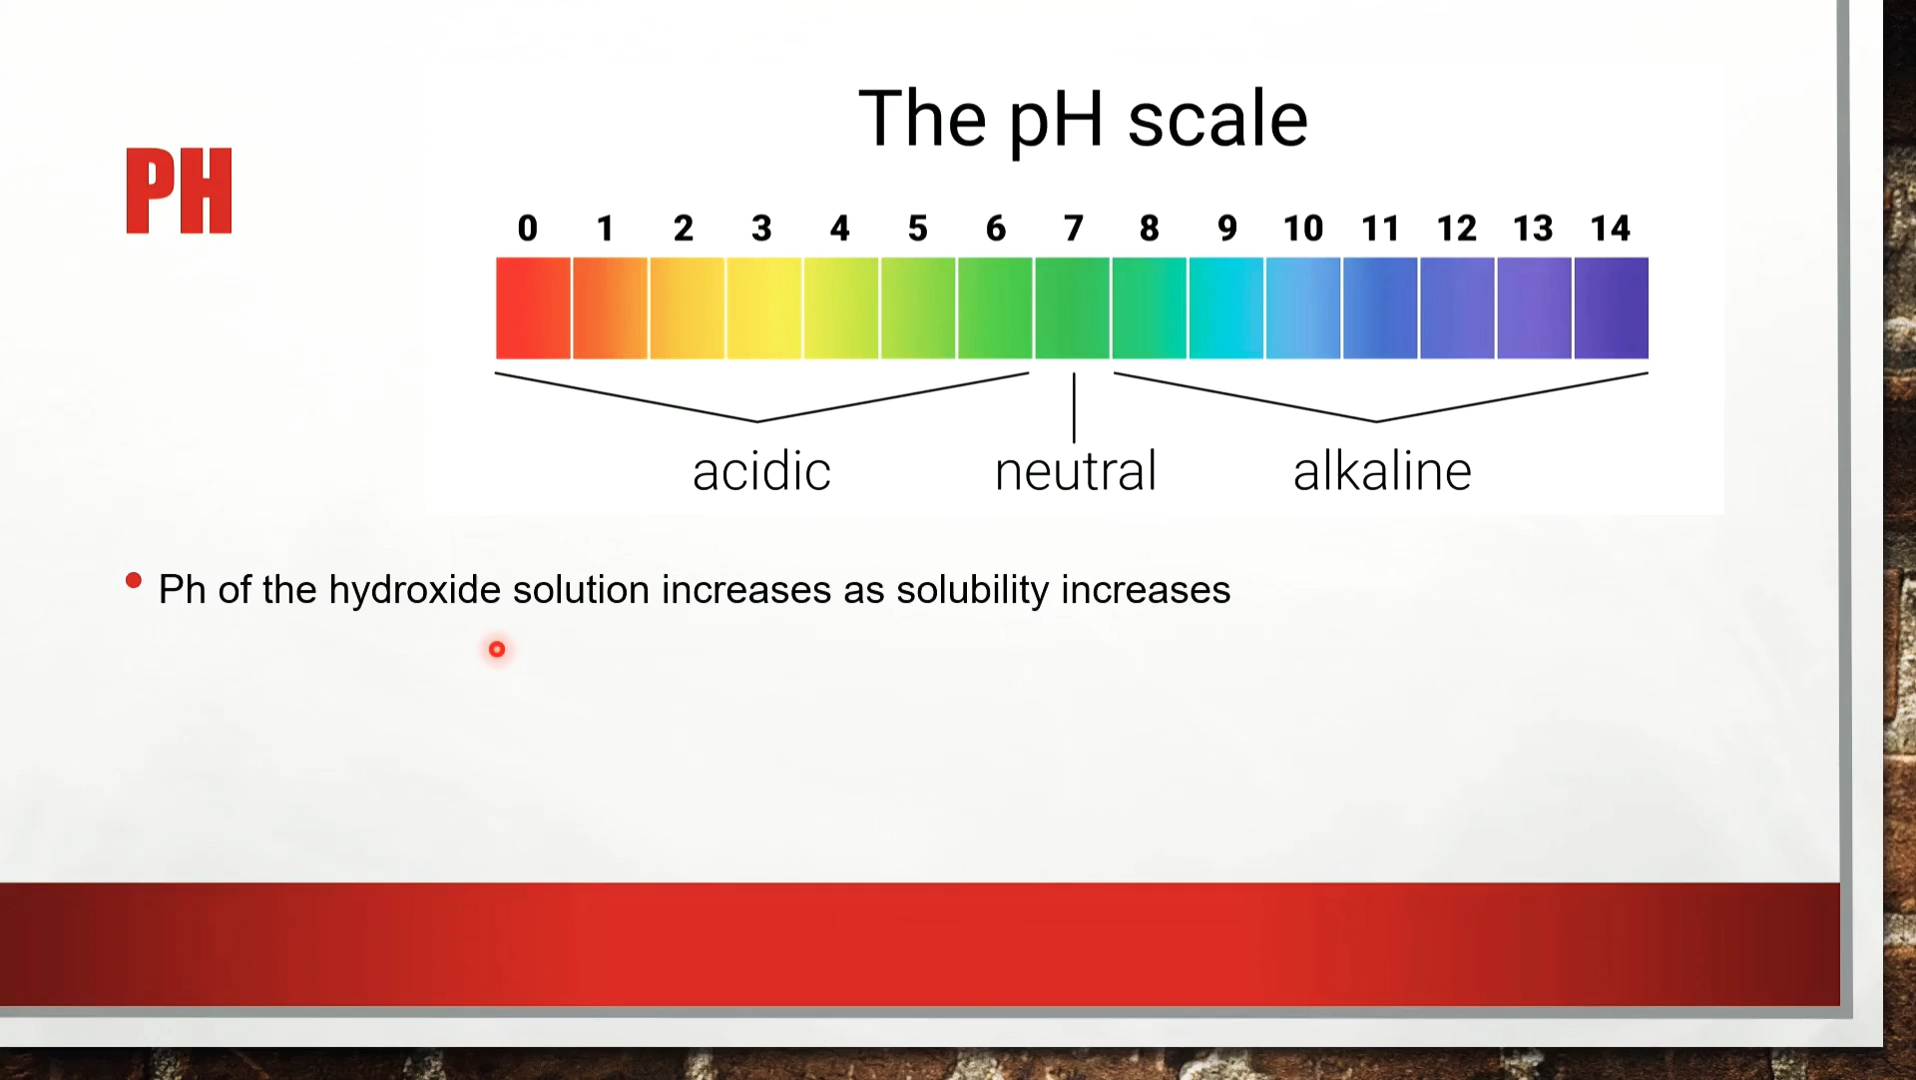 The pH scale
PH
0 1 2 3 4 5 6 7 8 9 10 11 12 13 14
acidic neutral alkaline
Ph of the hydroxide solution increases as solubility increases